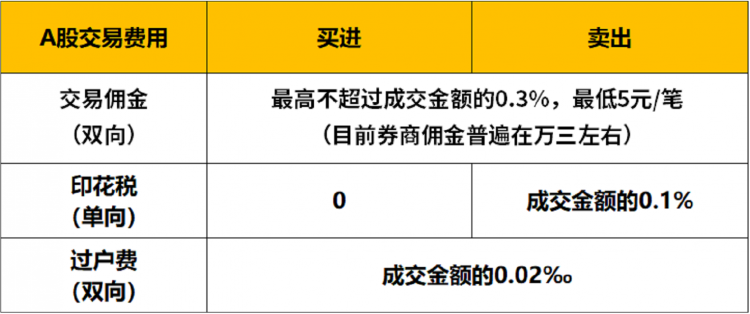 A股交易费用 买进 卖出
交易佣金
（双向）
最高不超过成交金额的0.3%，最低5元/笔
（目前券商佣金普遍在万三左右）
印花税
（单向）
0
成交金额的0.1%
过户费
（双向）
成交金额的0.02‰